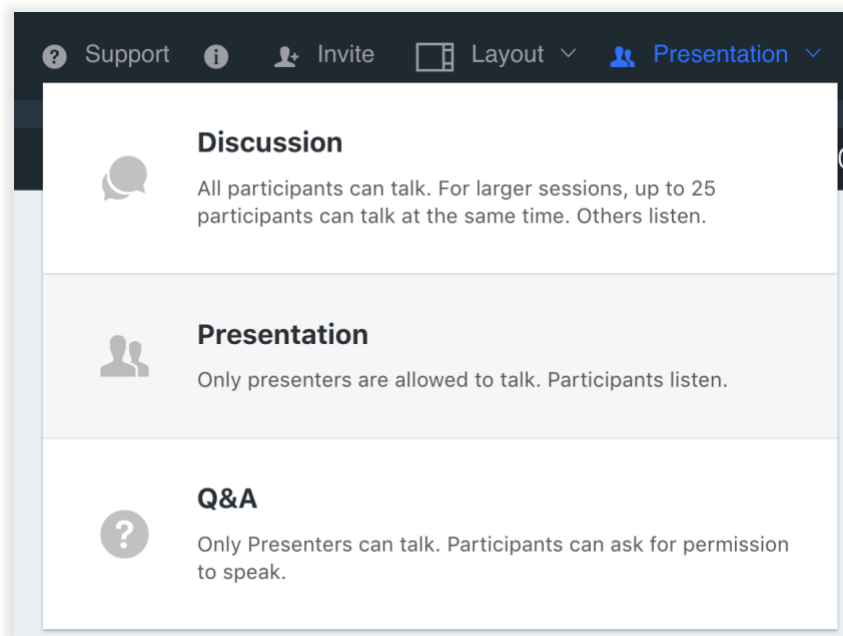 Support Invite Layout Presentation
Discussion
All participants can talk. For larger sessions, up to 25
participants can talk at the same time. Others listen.
Presentation
Only presenters are allowed to talk. Participants listen.
Q&A
Only Presenters can talk. Participants can ask for permission
to speak.